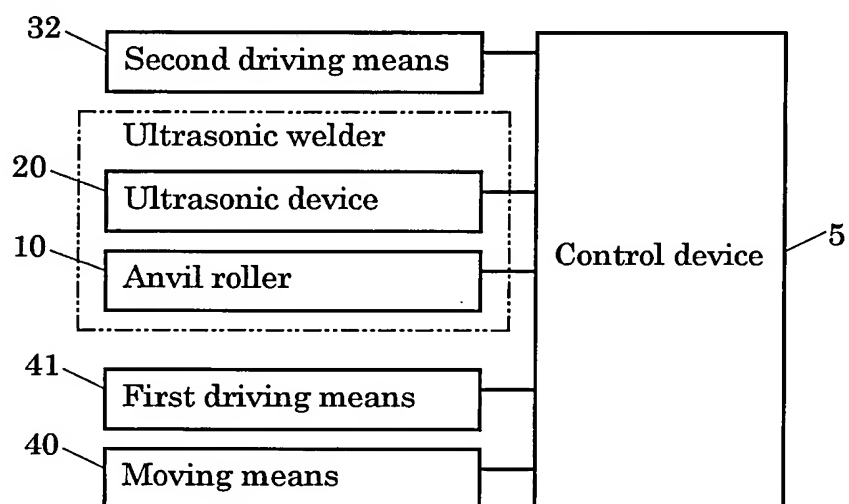 32
Second driving means
Ultrasonic welder
20
Ultrasonic device
10
Anvil roller
Control device
5
41
First driving means
40
Moving means